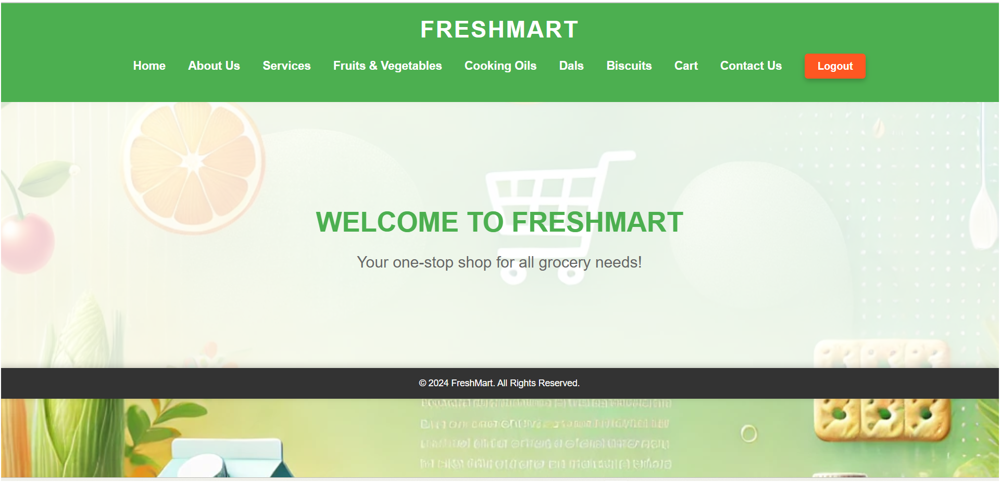 FRESHMART
Home About Us Services Fruits & Vegetables Cooking Oils Dals Biscuits Cart Contact Us Logout
WELCOME TO FRESHMART
Your one-stop shop for all grocery needs!
© 2024 FreshMart. All Rights Reserved.